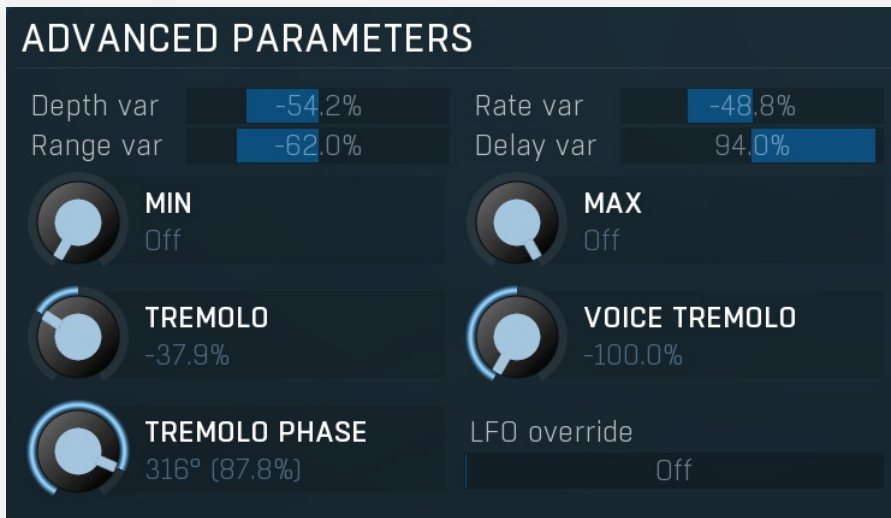 ADVANCED PARAMETERS
Depth var -54.2% Rate var -48.8%
Range var -62.0% Delay var 94.0%
MIN MAX
Off Off
TREMOLO VOICE TREMOLO
-37.9% -100.0%
TREMOLO PHASE LFO override
316° (87.8%) Off